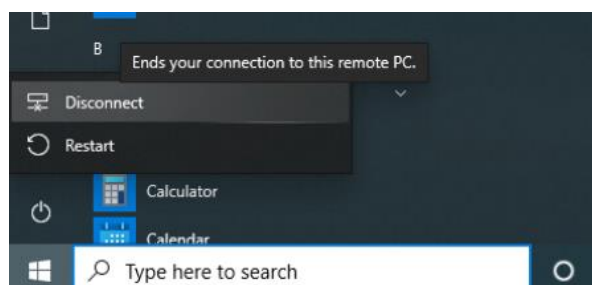 B
Ends your connection to this remote PC.
Disconnect
Restart
Calculator
Calendar
Type here to search